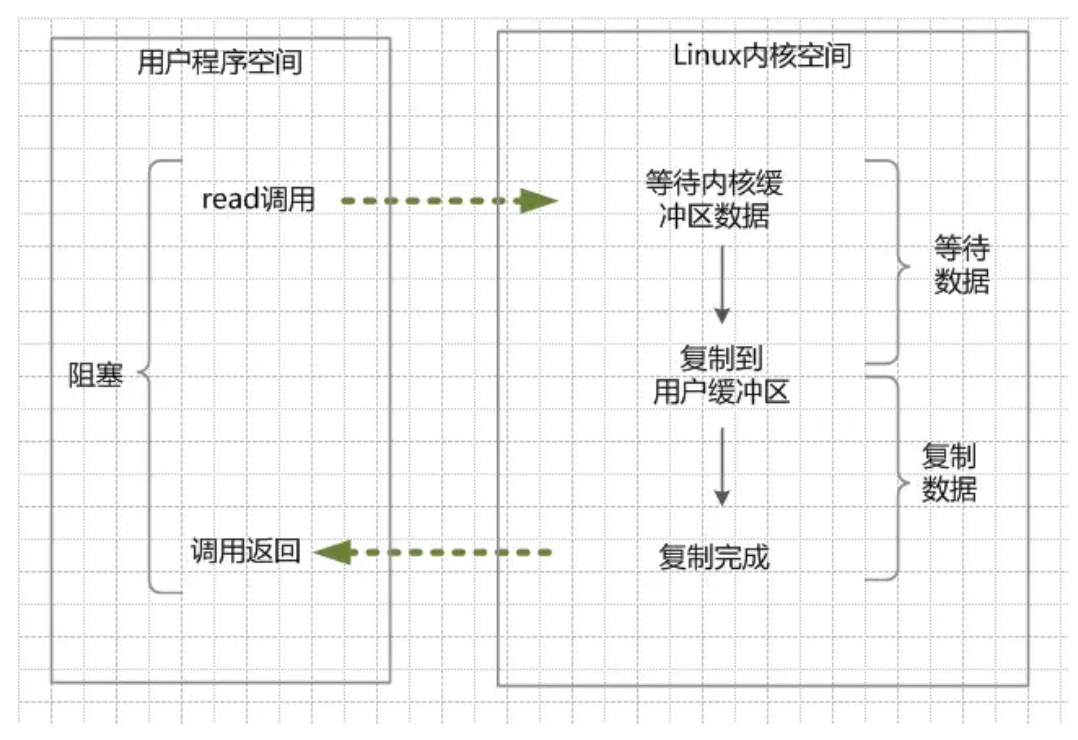 用户程序空间
Linux内核空间
read调用
等待内核缓
冲区数据
等待
数据
阻塞
复制到
用户缓冲区
复制
数据
调用返回
复制完成